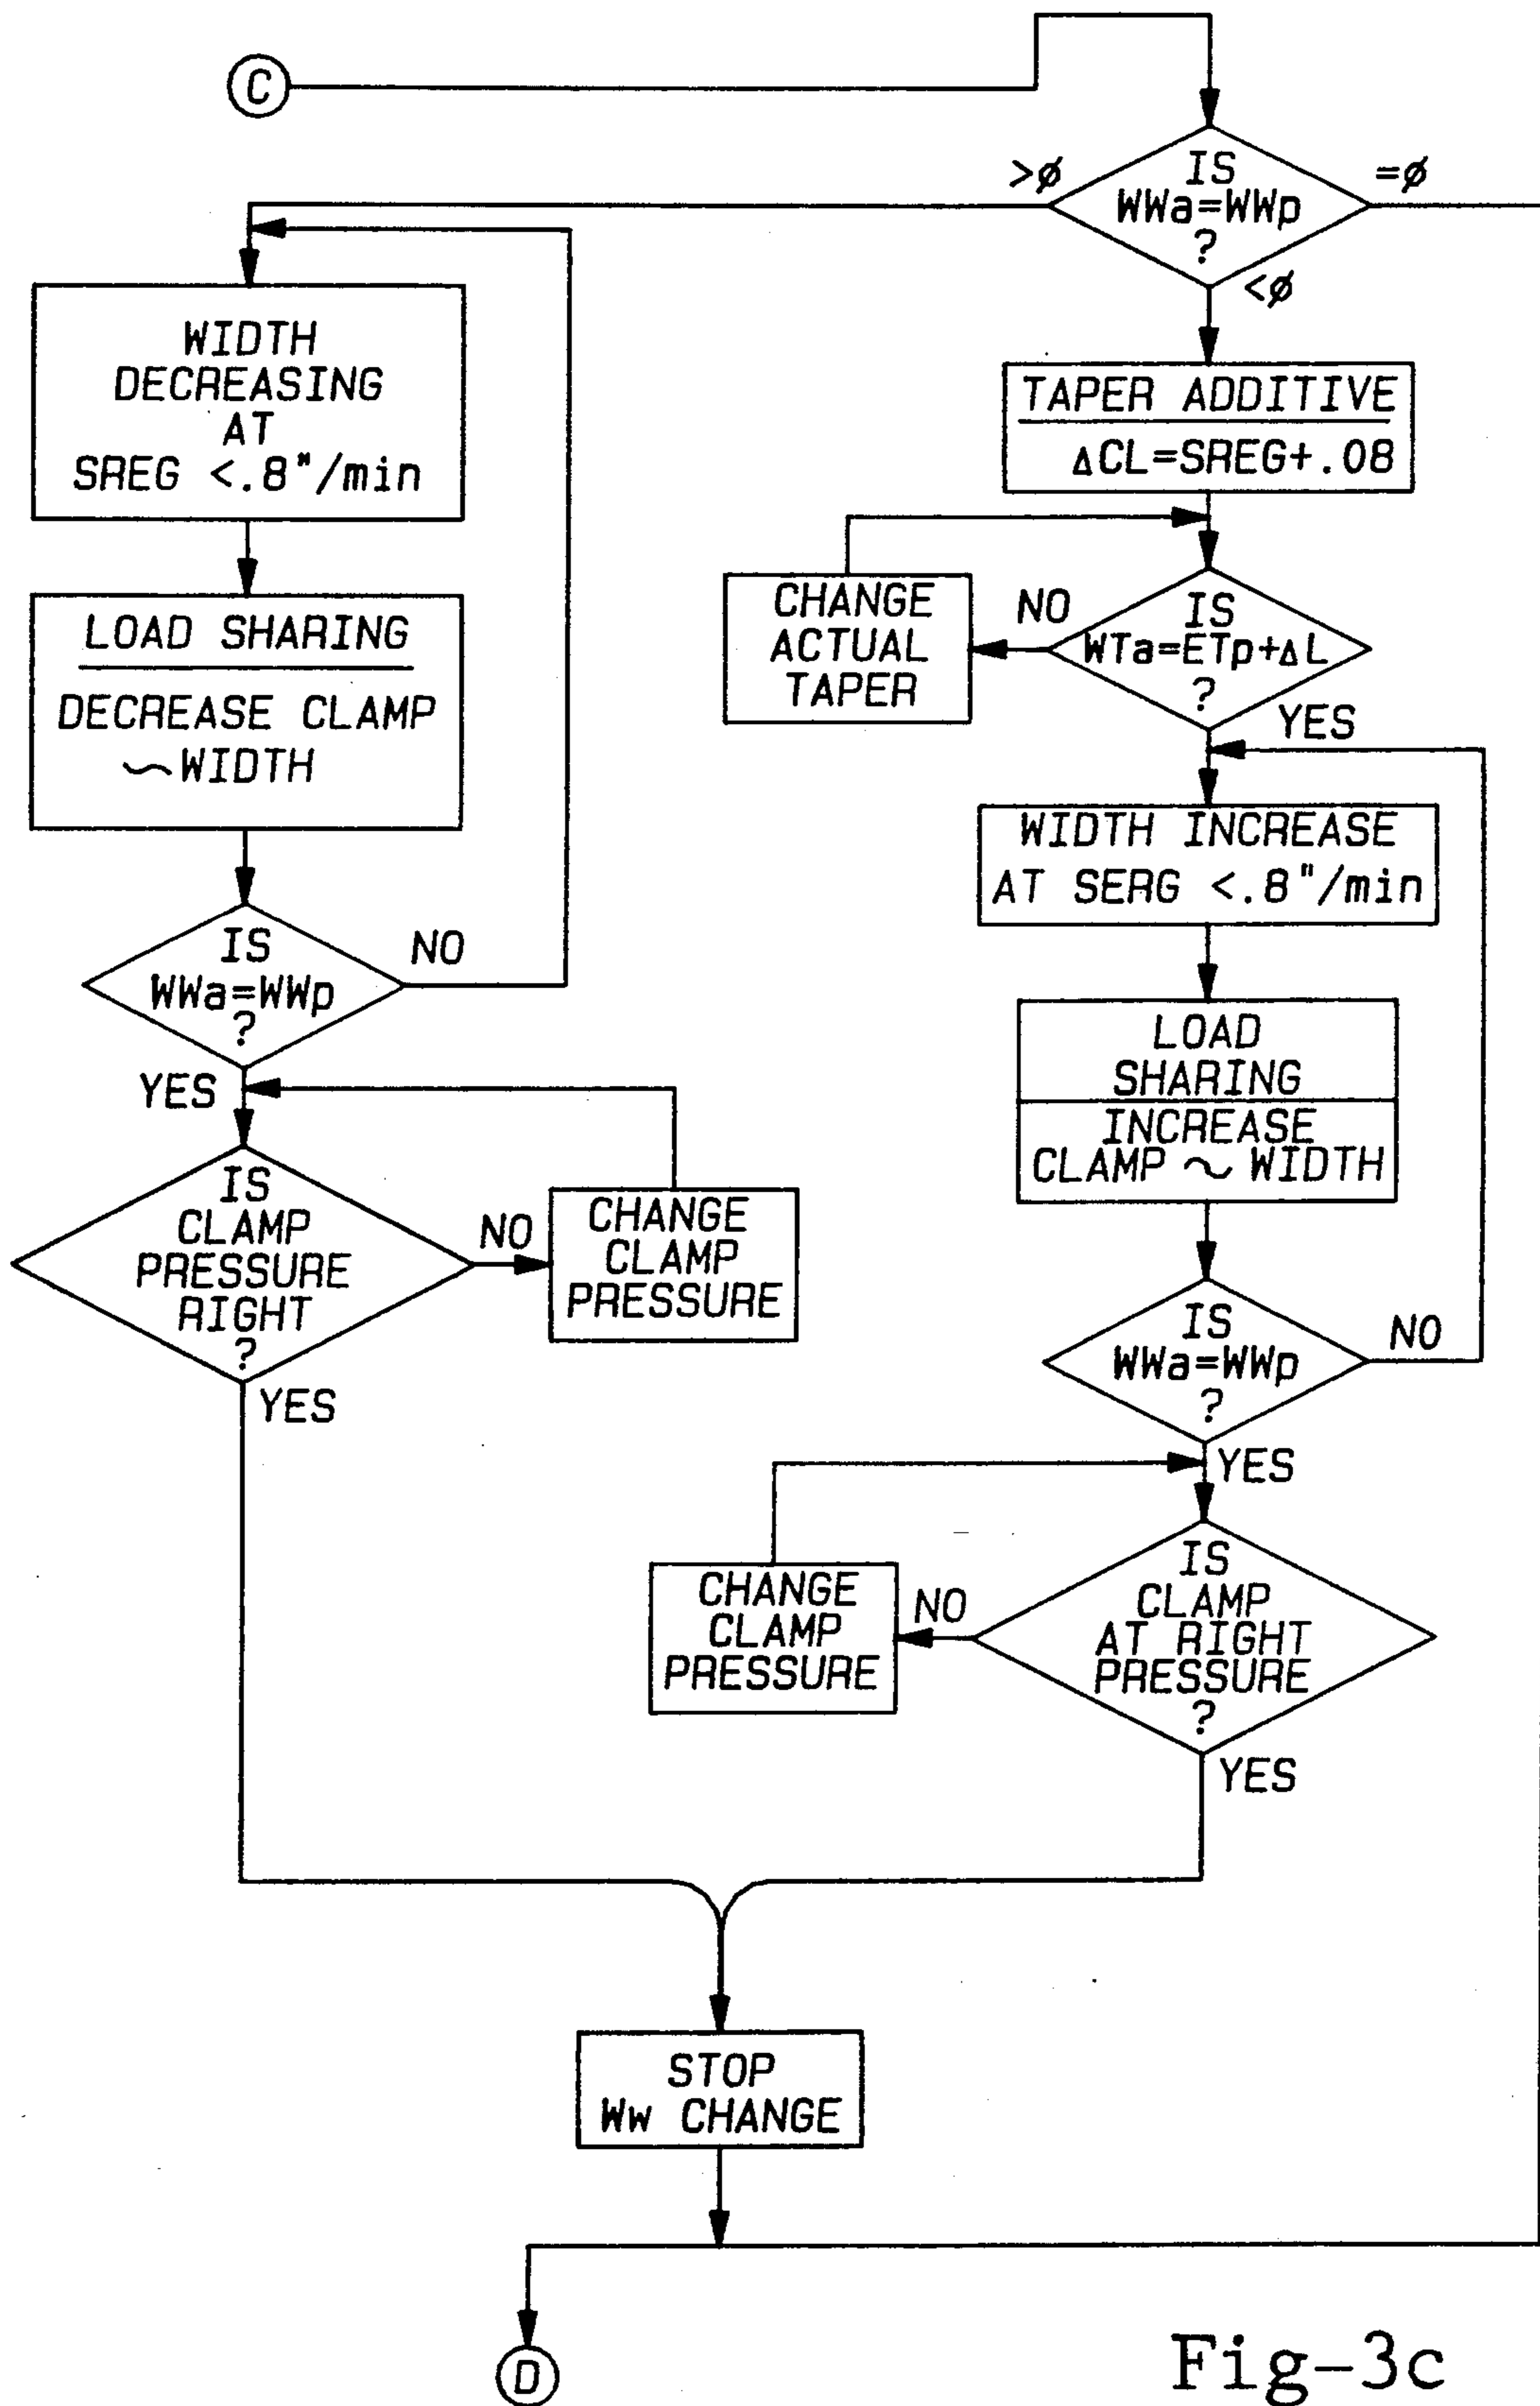 C
>ø
IS
WWa=WWp
?
=ø
<ø
WIDTH
DECREASING
AT
SREG <.8"/min
LOAD SHARING
DECREASE CLAMP
~WIDTH
IS
WWa=WWp
?
NO
YES
IS
CLAMP
PRESSURE
RIGHT
?
NO
CHANGE
CLAMP
PRESSURE
YES
TAPER ADDITIVE
ΔCL=SREG+.08
CHANGE
ACTUAL
TAPER
NO
IS
WTa=ETp+ΔL
?
YES
WIDTH INCREASE
AT SERG <.8"/min
LOAD
SHARING
INCREASE
CLAMP ~ WIDTH
IS
WWa=WWp
?
NO
YES
IS
CLAMP
AT RIGHT
PRESSURE
?
NO
CHANGE
CLAMP
PRESSURE
YES
STOP
Ww CHANGE
D
Fig-3c